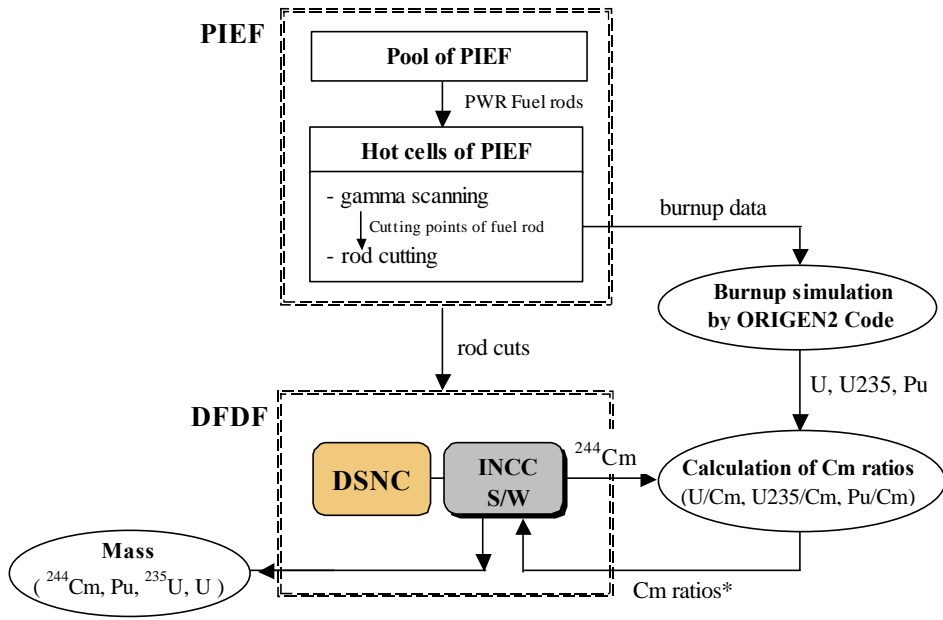 PIEF
Pool of PIEF
PWR Fuel rods
Hot cells of PIEF
- gamma scanning
Cutting points of fuel rod
- rod cutting
burnup data
Burnup simulation
by ORIGEN2 Code
rod cuts
U, U235, Pu
DFDF
DSNC
INCC
S/W
²⁴⁴Cm
Calculation of Cm ratios
(U/Cm, U235/Cm, Pu/Cm)
Mass
( ²⁴⁴Cm, Pu, ²³⁵U, U )
Cm ratios*